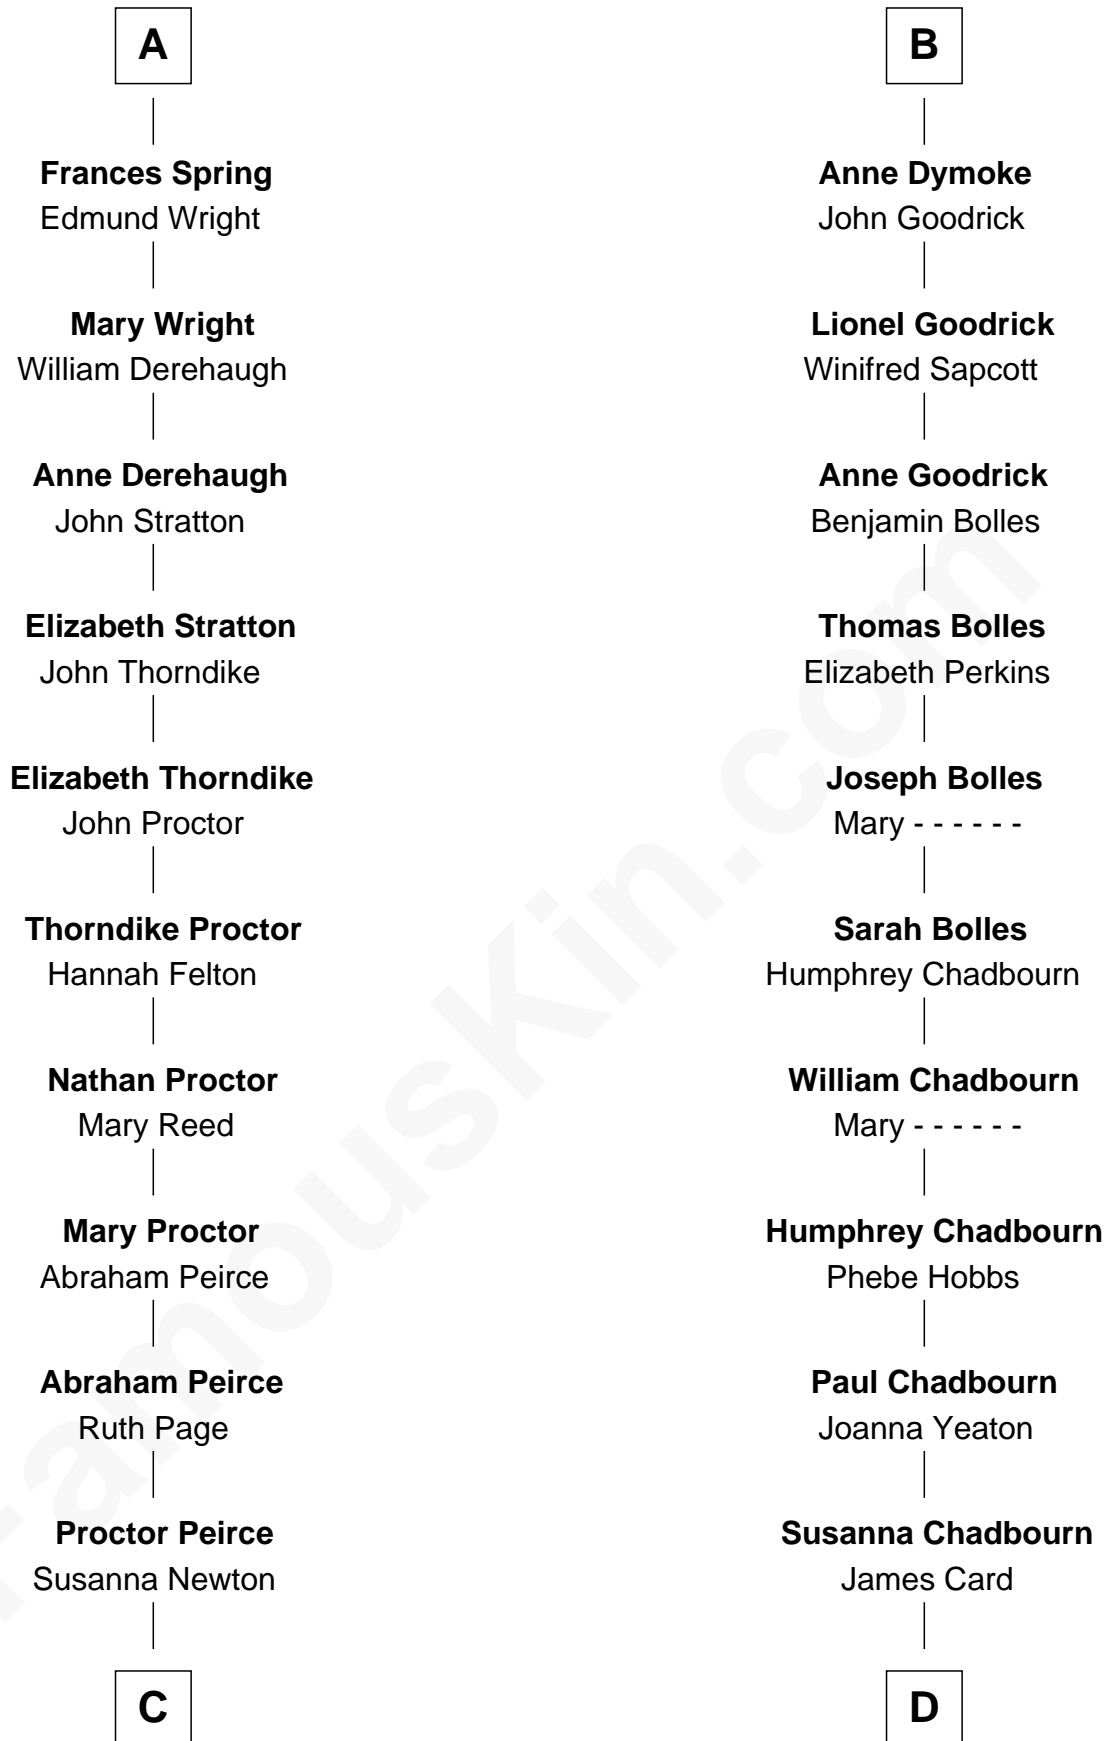 A
Frances Spring
Edmund Wright
Mary Wright
William Derehaugh
Anne Derehaugh
John Stratton
Elizabeth Stratton
John Thorndike
Elizabeth Thorndike
John Proctor
Thorndike Proctor
Hannah Felton
Nathan Proctor
Mary Reed
Mary Proctor
Abraham Peirce
Abraham Peirce
Ruth Page
Proctor Peirce
Susanna Newton
C
B
Anne Dymoke
John Goodrick
Lionel Goodrick
Winifred Sapcott
Anne Goodrick
Benjamin Bolles
Thomas Bolles
Elizabeth Perkins
Joseph Bolles
Mary - - - - - -
Sarah Bolles
Humphrey Chadbourn
William Chadbourn
Mary - - - - - -
Humphrey Chadbourn
Phebe Hobbs
Paul Chadbourn
Joanna Yeaton
Susanna Chadbourn
James Card
D
FamousKin.com